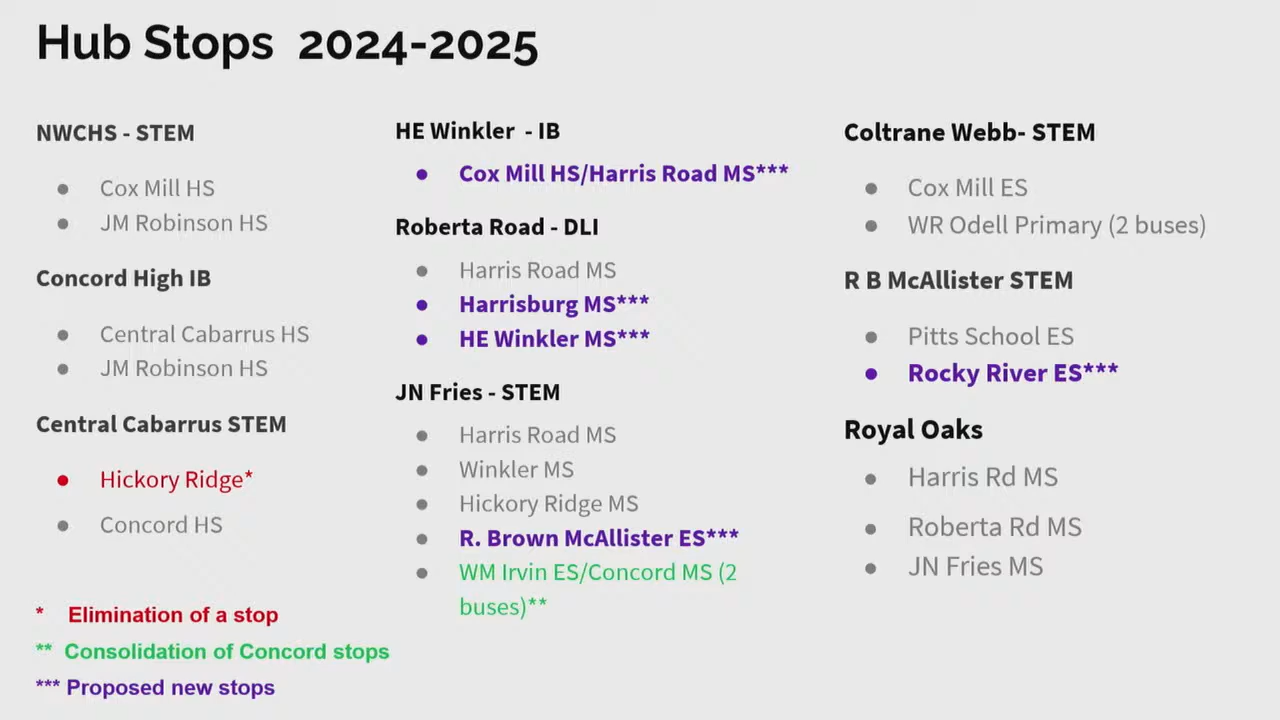 Hub Stops 2024-2025
NWCHS - STEM
● Cox Mill HS
● JM Robinson HS
Concord High IB
● Central Cabarrus HS
● JM Robinson HS
Central Cabarrus STEM
● Hickory Ridge*
● Concord HS
* Elimination of a stop
** Consolidation of Concord stops
*** Proposed new stops
HE Winkler - IB
● Cox Mill HS/Harris Road MS***
Roberta Road - DLI
● Harris Road MS
● Harrisburg MS***
● HE Winkler MS***
JN Fries - STEM
● Harris Road MS
● Winkler MS
● Hickory Ridge MS
● R. Brown McAllister ES***
● WM Irvin ES/Concord MS (2
buses)**
Coltrane Webb- STEM
● Cox Mill ES
● WR Odell Primary (2 buses)
R B McAllister STEM
● Pitts School ES
● Rocky River ES***
Royal Oaks
● Harris Rd MS
● Roberta Rd MS
● JN Fries MS